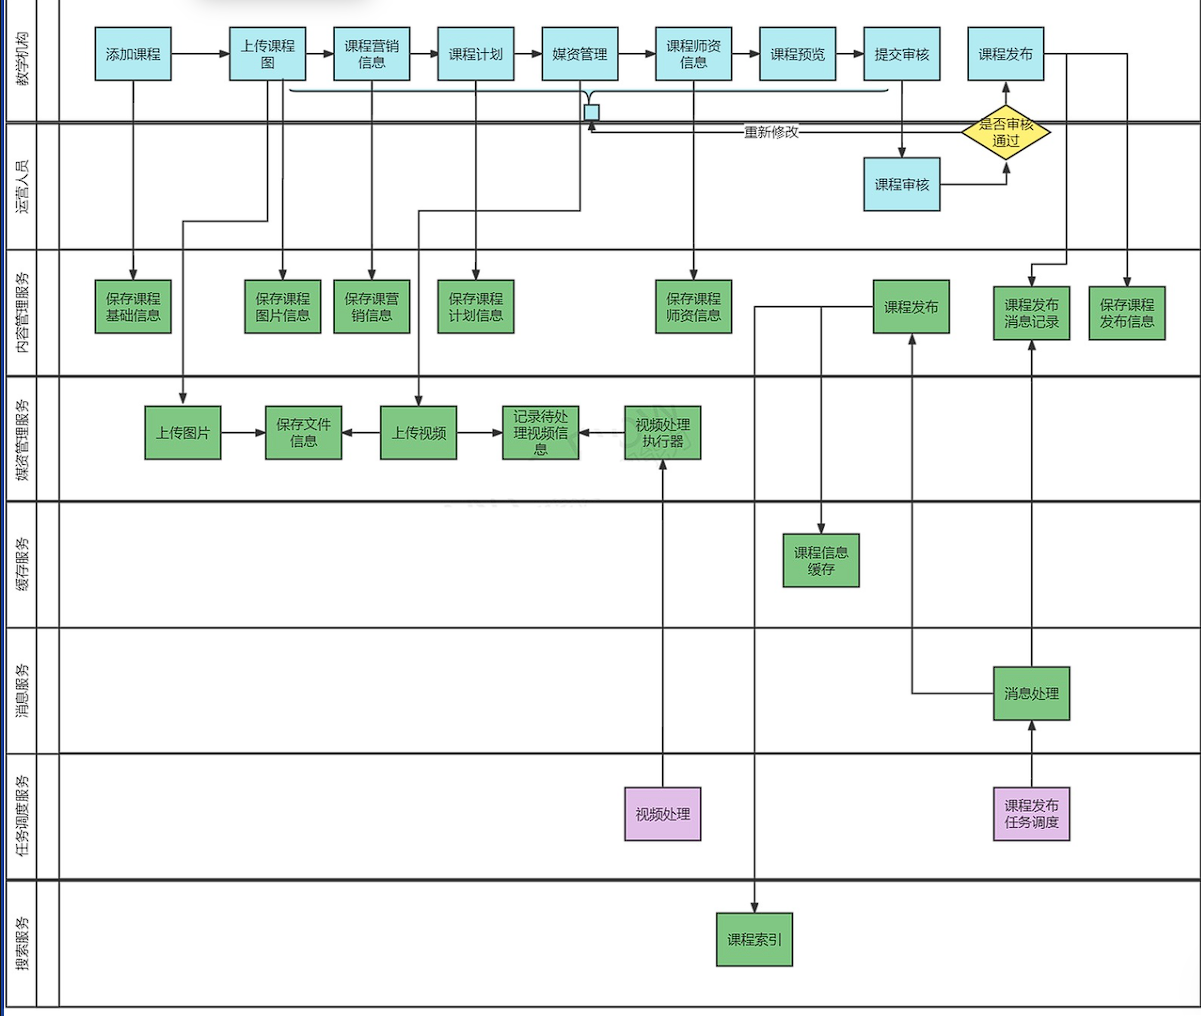 教学机构
添加课程
上传课程
图
课程营销
信息
课程计划
媒资管理
课程师资
信息
课程预览
提交审核
课程发布
重新修改
是否审核
通过
运营人员
课程审核
内容管理服务
保存课程
基础信息
保存课程
图片信息
保存课营
销信息
保存课程
计划信息
保存课程
师资信息
课程发布
课程发布
消息记录
保存课程
发布信息
媒资管理服务
上传图片
保存文件
信息
上传视频
记录待处
理视频信
息
视频处理
执行器
缓存服务
课程信息
缓存
消息服务
消息处理
任务调度服务
视频处理
课程发布
任务调度
搜索服务
课程索引